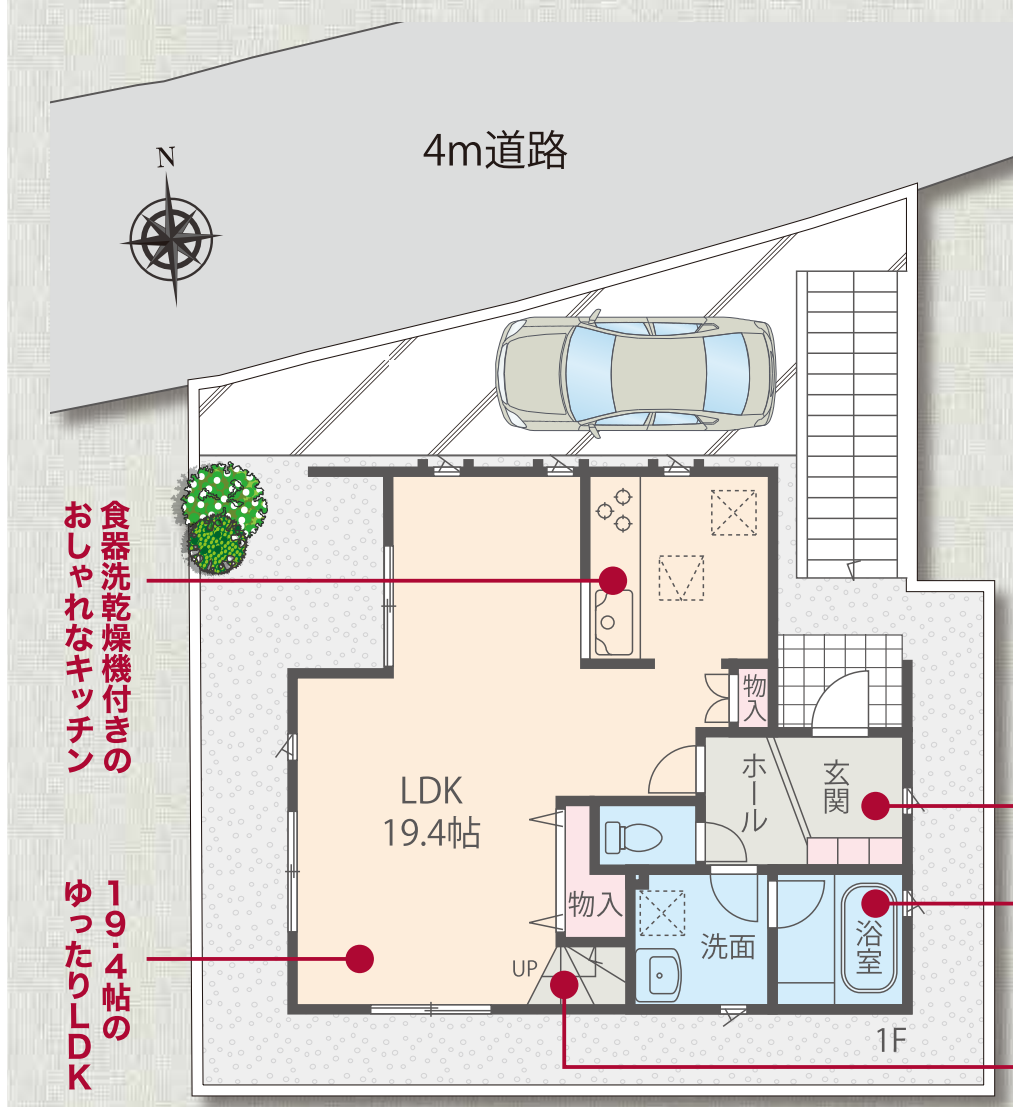 4m道路
N
食器洗乾燥機付きの
おしゃれなキッチン
物入
ホール
玄関
LDK
19.4帖
物入
洗面
浴室
UP
19.4帖の
ゆったりLDK
1F